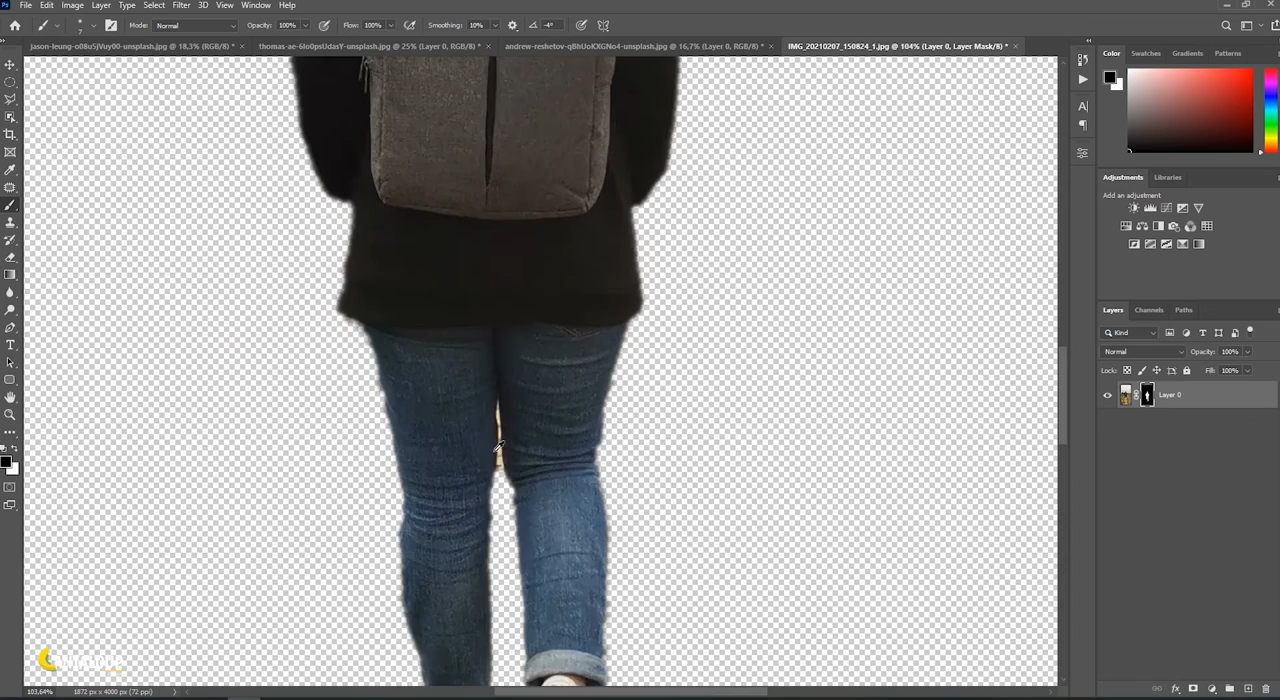 Ps File Edit Image Layer Type Select Filter 3D View Window Help
Mode: Normal Opacity: 100% Flow: 100% Smoothing: 10% -4°
jason-leung-o08u5jVuy00-unsplash.jpg @ 18,3% (RGB/8) * × thomas-ae-6Io0psUdasY-unsplash.jpg @ 25% (Layer 0, RGB/8) * × andrew-reshetov-qBhUoKXGNo4-unsplash.jpg @ 16,7% (Layer 0, RGB/8) * × IMG_20210207_150824_1.jpg @ 104% (Layer 0, Layer Mask/8) * ×
Color Swatches Gradients Patterns
Adjustments Libraries
Add an adjustment
Layers Channels Paths
Kind
Normal Opacity: 100%
Lock: Fill: 100%
Layer 0
103,64% 1872 px x 4000 px (72 ppi)